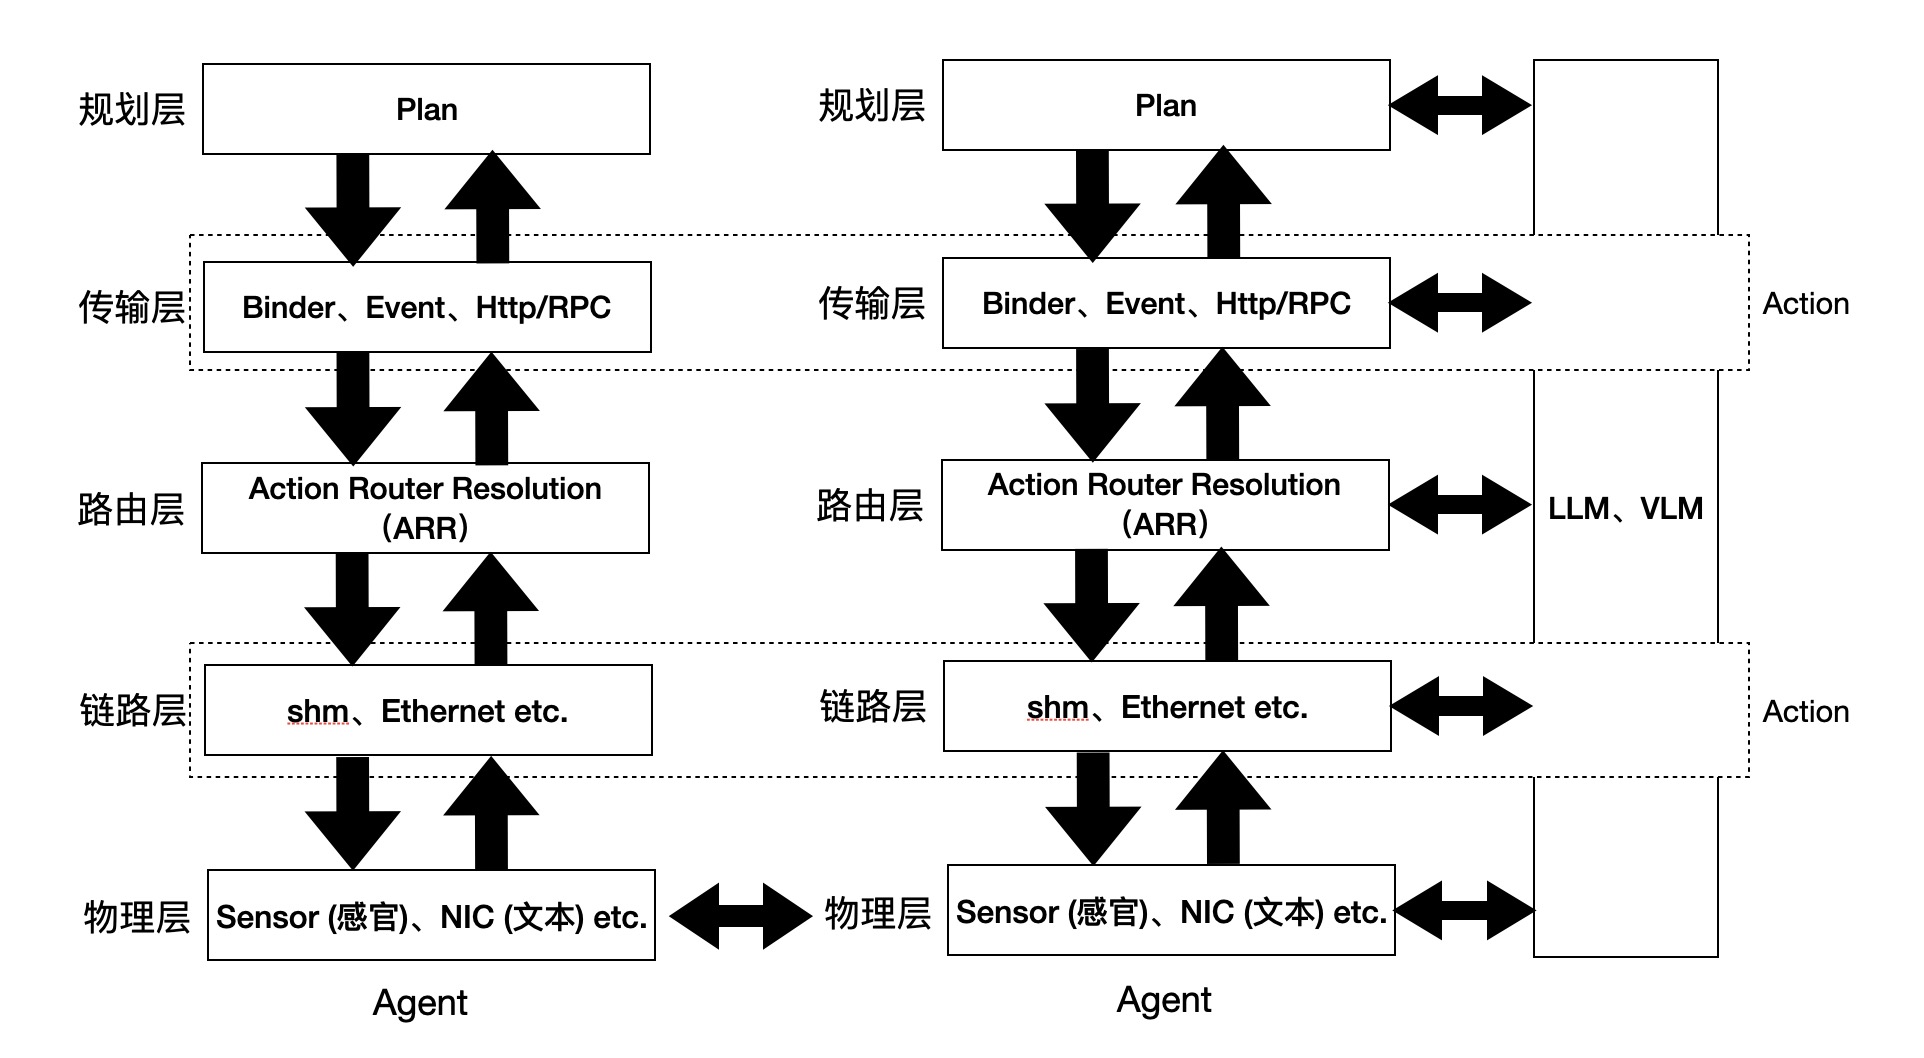 规划层
Plan
规划层
Plan
传输层
Binder、Event、Http/RPC
传输层
Binder、Event、Http/RPC
Action
路由层
Action Router Resolution
（ARR）
路由层
Action Router Resolution
（ARR）
LLM、VLM
链路层
shm、Ethernet etc.
链路层
shm、Ethernet etc.
Action
物理层
Sensor (感官)、NIC (文本) etc.
物理层
Sensor (感官)、NIC (文本) etc.
Agent
Agent